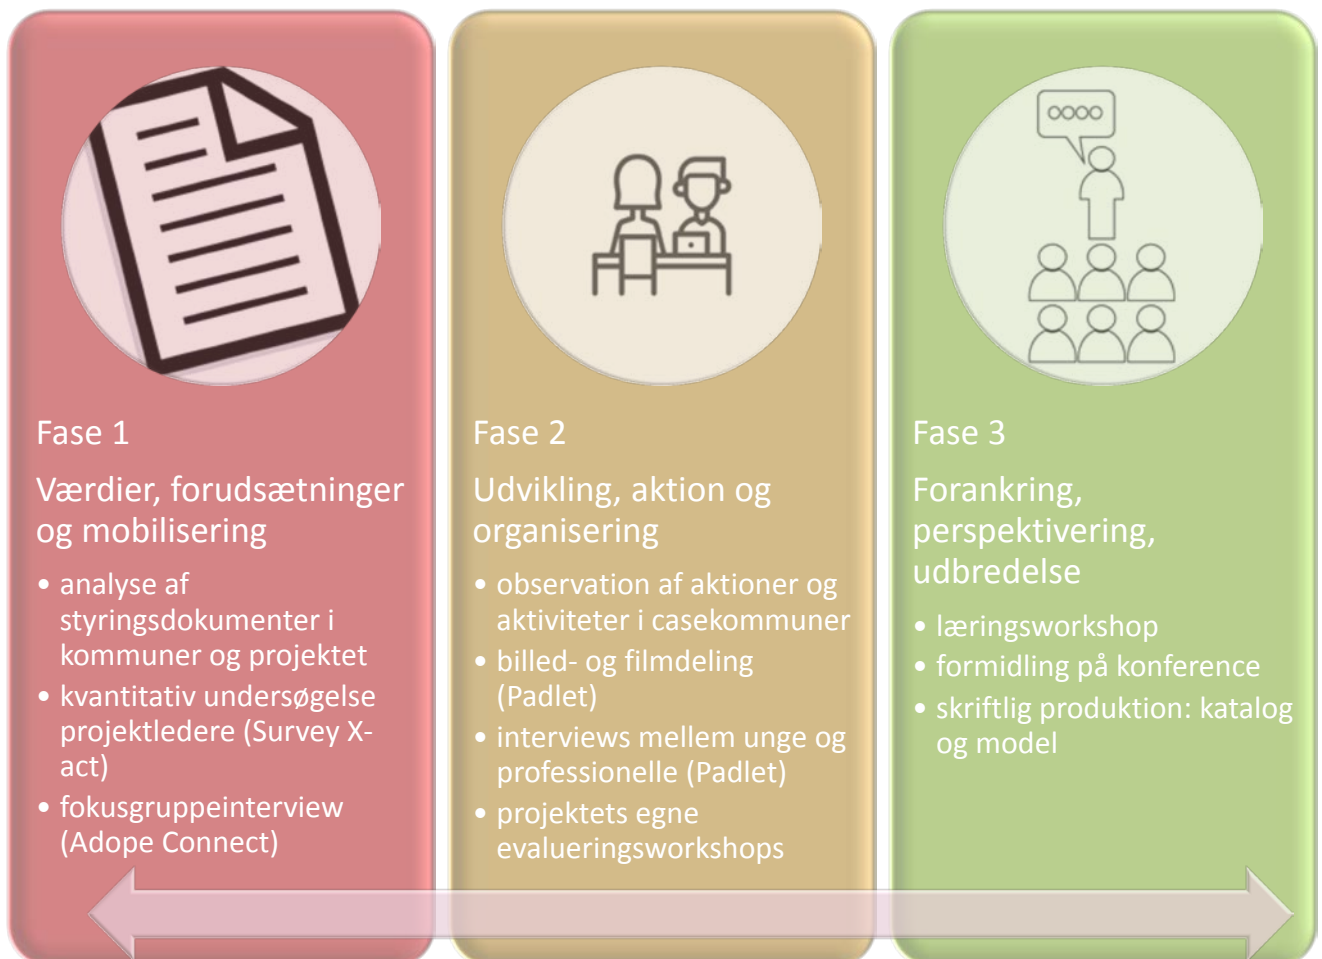 Fase 1
Værdier, forudsætninger
og mobilisering
• analyse af
styringsdokumenter i
kommuner og projektet
• kvantitativ undersøgelse
projektledere (Survey X-
act)
• fokusgruppeinterview
(Adope Connect)
Fase 2
Udvikling, aktion og
organisering
• observation af aktioner og
aktiviteter i casekommuner
• billed- og filmdeling
(Padlet)
• interviews mellem unge og
professionelle (Padlet)
• projektets egne
evalueringsworkshops
Fase 3
Forankring,
perspektivering,
udbredelse
• læringsworkshop
• formidling på konference
• skriftlig produktion: katalog
og model